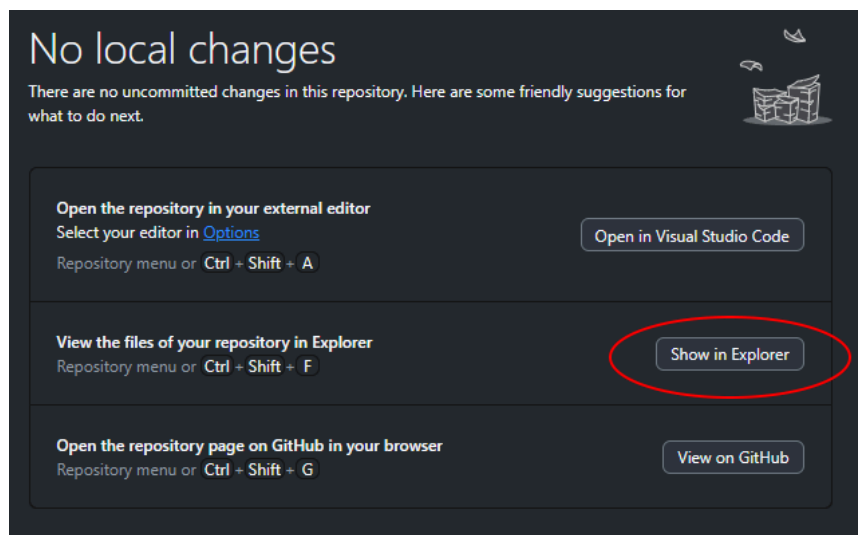 No local changes
There are no uncommitted changes in this repository. Here are some friendly suggestions for
what to do next.
Open the repository in your external editor
Select your editor in Options
Repository menu or Ctrl + Shift + A
Open in Visual Studio Code
View the files of your repository in Explorer
Repository menu or Ctrl + Shift + F
Show in Explorer
Open the repository page on GitHub in your browser
Repository menu or Ctrl + Shift + G
View on GitHub